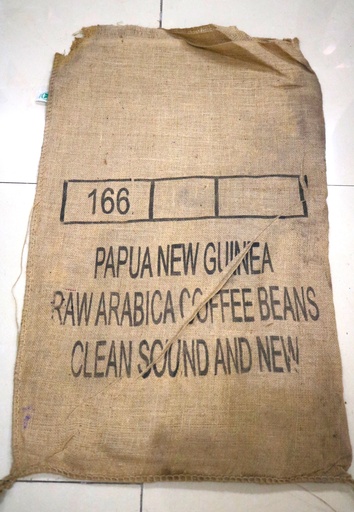 166
PAPUA NEW GUINEA
RAW ARABICA COFFEE BEANS
CLEAN SOUND AND NEW